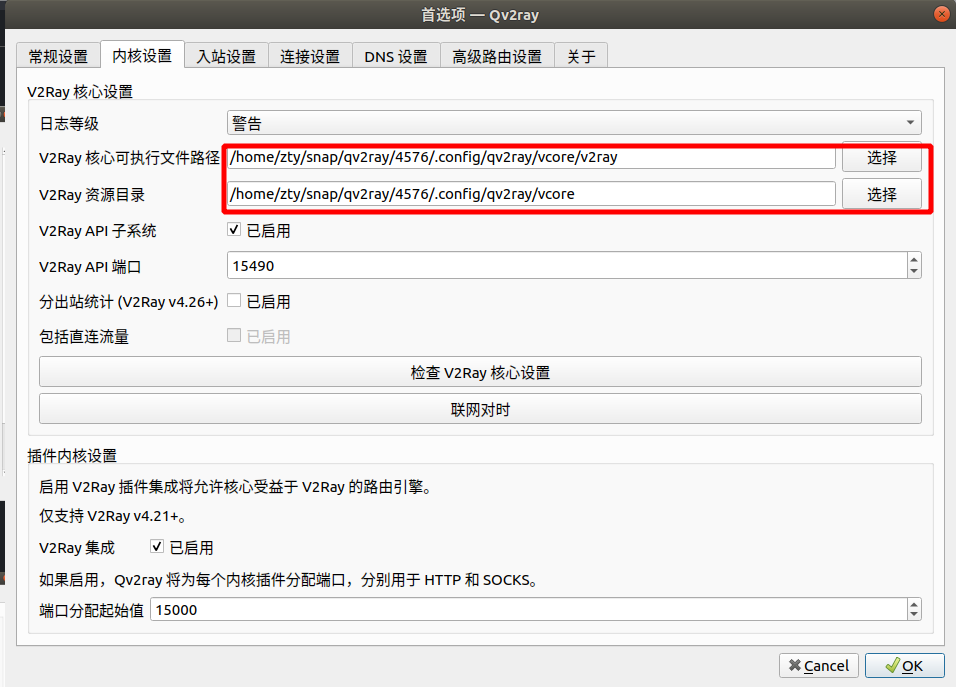 首选项 — Qv2ray
常规设置 内核设置 入站设置 连接设置 DNS 设置 高级路由设置 关于
V2Ray 核心设置
日志等级 警告
V2Ray 核心可执行文件路径 /home/zty/snap/qv2ray/4576/.config/qv2ray/vcore/v2ray 选择
V2Ray 资源目录 /home/zty/snap/qv2ray/4576/.config/qv2ray/vcore 选择
V2Ray API 子系统 已启用
V2Ray API 端口 15490
分出站统计 (V2Ray v4.26+) 已启用
包括直连流量 已启用
检查 V2Ray 核心设置
联网对时
插件内核设置
启用 V2Ray 插件集成将允许核心受益于 V2Ray 的路由引擎。
仅支持 V2Ray v4.21+。
V2Ray 集成 已启用
如果启用，Qv2ray 将为每个内核插件分配端口，分别用于 HTTP 和 SOCKS。
端口分配起始值 15000
Cancel OK